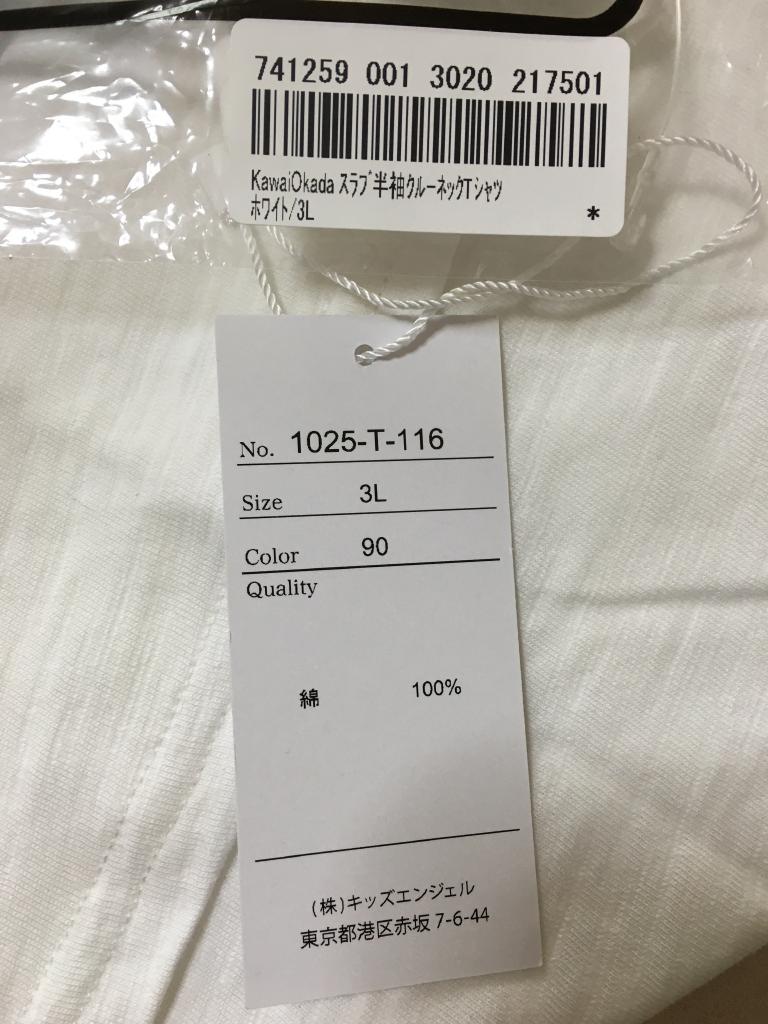 741259 001 3020 217501
KawaiOkada スラブ半袖クルーネックTシャツ
ホワイト/3L
*
No. 1025-T-116
Size 3L
Color 90
Quality
綿 100%
(株)キッズエンジェル
東京都港区赤坂 7-6-44